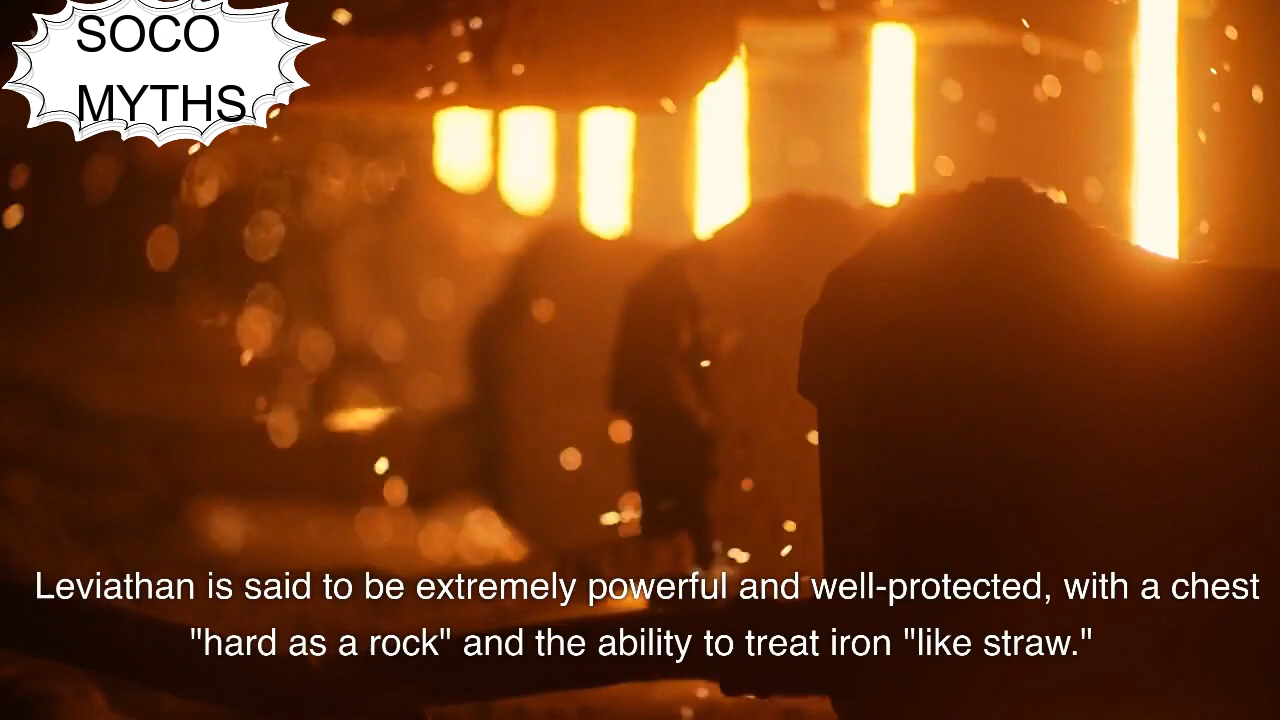 SOCO
MYTHS
Leviathan is said to be extremely powerful and well-protected, with a chest
"hard as a rock" and the ability to treat iron "like straw."